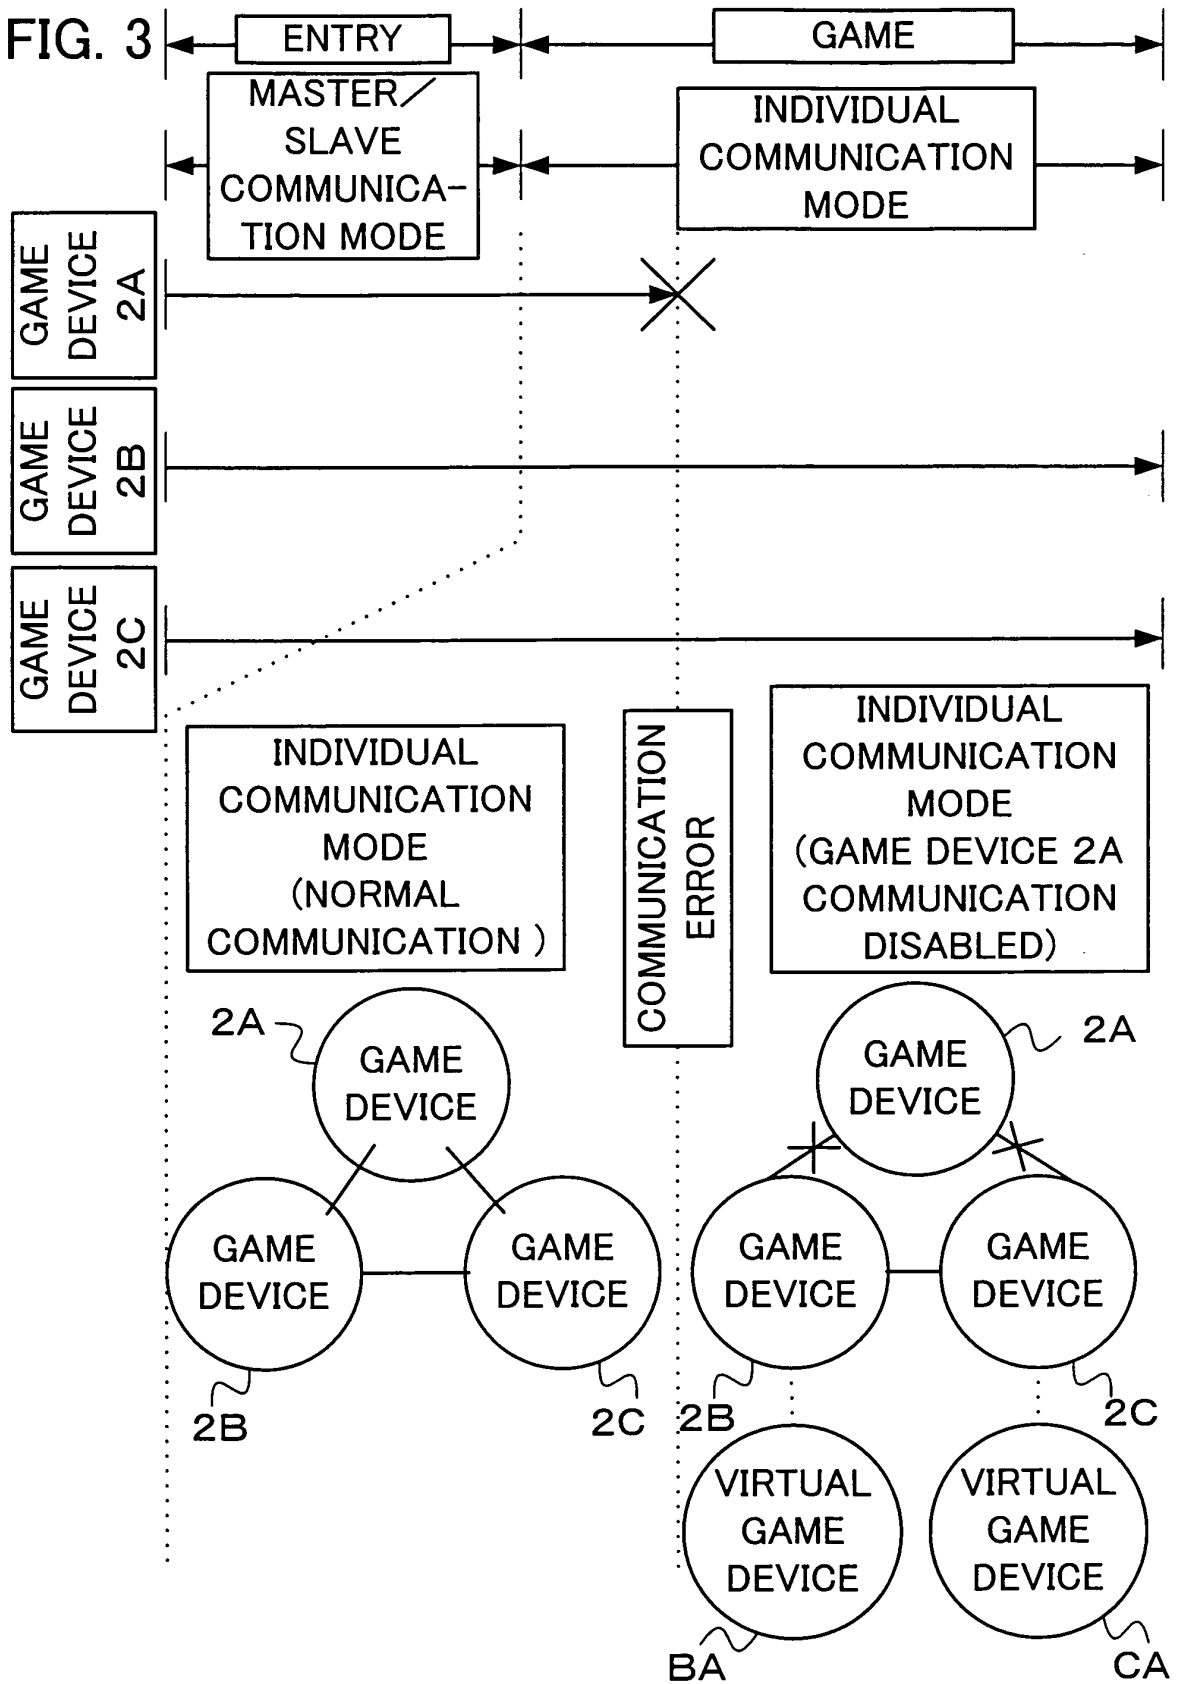 FIG. 3
ENTRY
GAME
MASTER/
SLAVE
COMMUNICA-
TION MODE
INDIVIDUAL
COMMUNICATION
MODE
GAME
DEVICE
2A
GAME
DEVICE
2B
GAME
DEVICE
2C
INDIVIDUAL
COMMUNICATION
MODE
(NORMAL
COMMUNICATION)
COMMUNICATION
ERROR
INDIVIDUAL
COMMUNICATION
MODE
(GAME DEVICE 2A
COMMUNICATION
DISABLED)
2A
GAME
DEVICE
GAME
DEVICE
2B
GAME
DEVICE
2C
GAME
DEVICE
2A
GAME
DEVICE
2B
GAME
DEVICE
2C
VIRTUAL
GAME
DEVICE
BA
VIRTUAL
GAME
DEVICE
CA